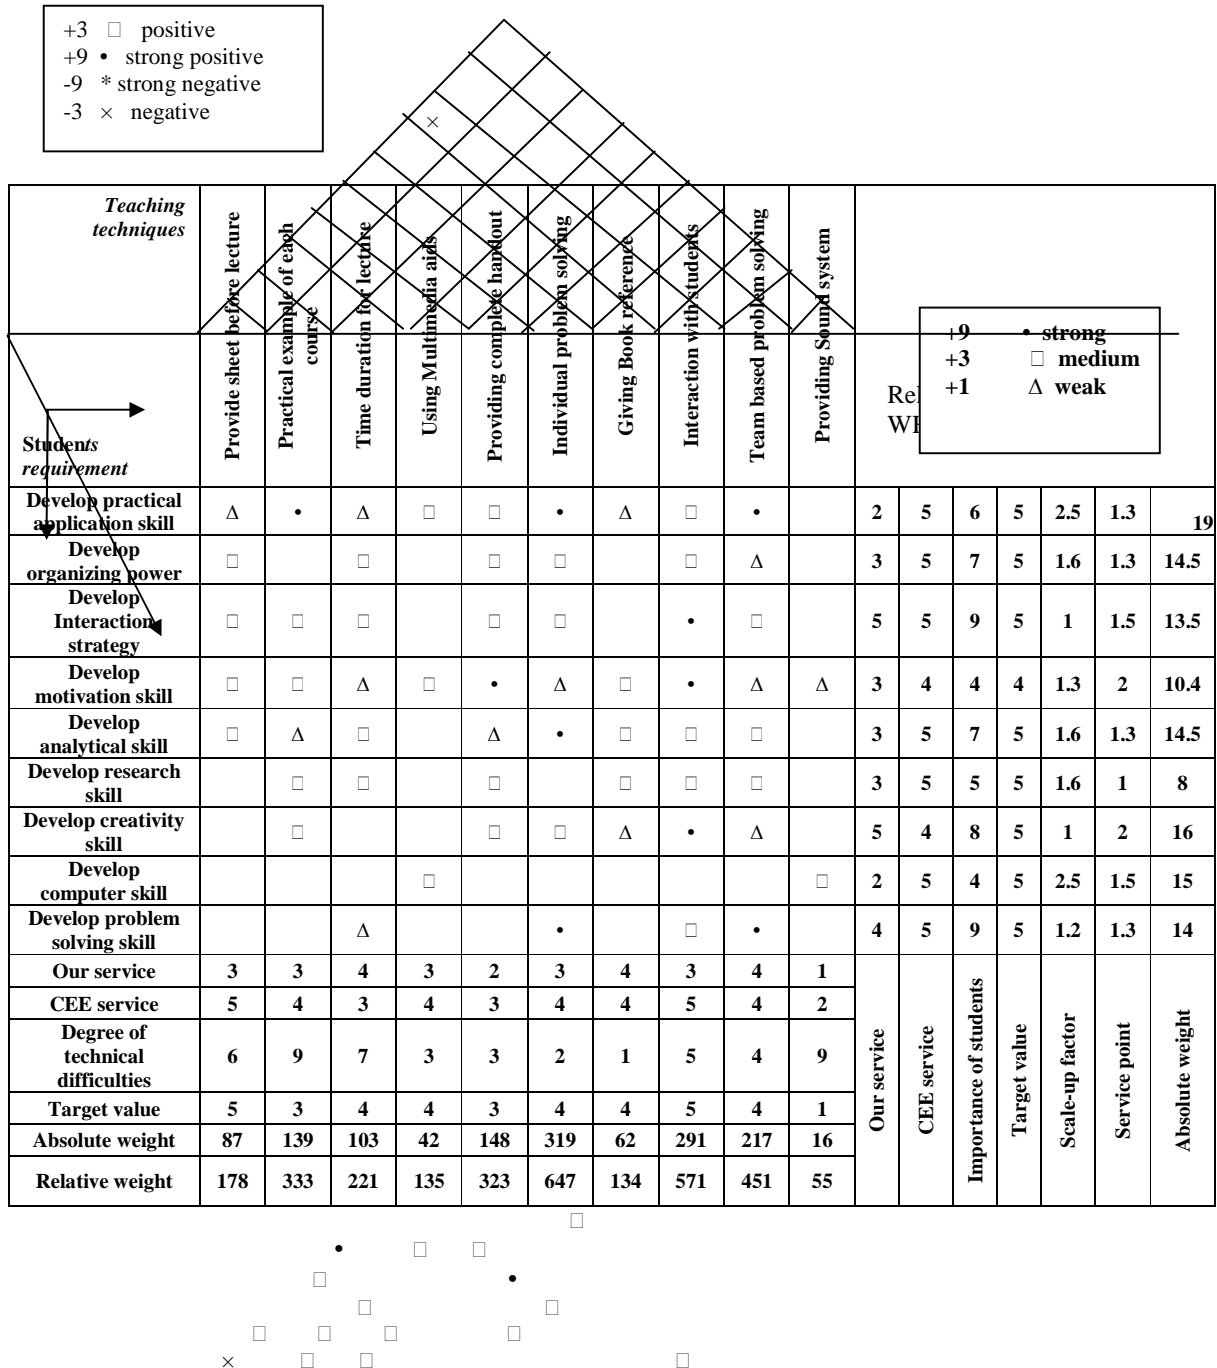 +3 □ positive
+9 • strong positive
-9 * strong negative
-3 × negative
×
Teaching
techniques
Provide sheet before lecture
Practical example of each
course
Time duration for lecture
Using Multimedia aids
Providing complete handout
Individual problem solving
Giving Book reference
Interaction with students
Team based problem solving
Providing Sound system
+9 • strong
+3 □ medium
+1 Δ weak
Students
requirement
Develop practical
application skill
Δ • Δ □ □ • Δ □ • 2 5 6 5 2.5 1.3 19
Develop
organizing power
□ □ □ □ □ Δ 3 5 7 5 1.6 1.3 14.5
Develop
Interaction
strategy
□ □ □ □ □ • □ 5 5 9 5 1 1.5 13.5
Develop
motivation skill
□ □ Δ □ • Δ □ • Δ Δ 3 4 4 4 1.3 2 10.4
Develop
analytical skill
□ Δ □ Δ • □ □ □ 3 5 7 5 1.6 1.3 14.5
Develop research
skill
□ □ □ □ □ □ 3 5 5 5 1.6 1 8
Develop creativity
skill
□ □ □ Δ • Δ 5 4 8 5 1 2 16
Develop
computer skill
□ □ 2 5 4 5 2.5 1.5 15
Develop problem
solving skill
Δ • □ • 4 5 9 5 1.2 1.3 14
Our service 3 3 4 3 2 3 4 3 4 1
CEE service 5 4 3 4 3 4 4 5 4 2
Degree of
technical
difficulties
6 9 7 3 3 2 1 5 4 9
Target value 5 3 4 4 3 4 4 5 4 1
Absolute weight 87 139 103 42 148 319 62 291 217 16
Relative weight 178 333 221 135 323 647 134 571 451 55
Our service
CEE service
Importance of students
Target value
Scale-up factor
Service point
Absolute weight
□
• □ □
□ •
□ □
□ □ □ □
× □ □ □